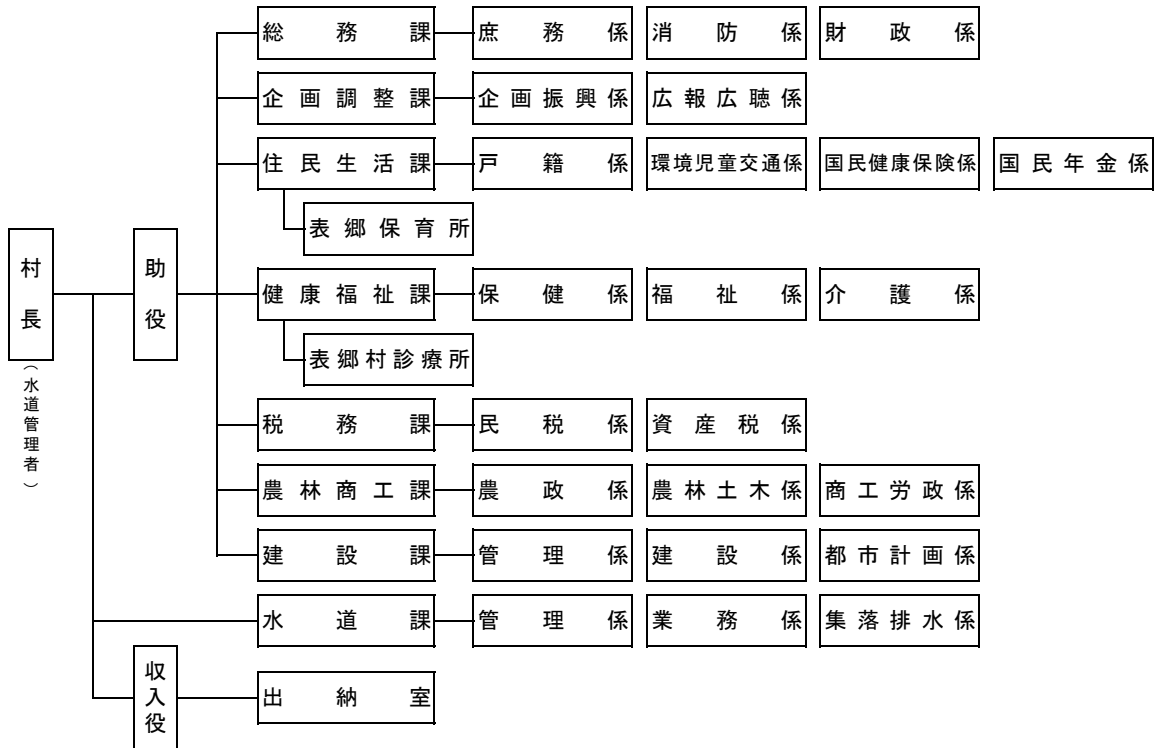 総務課 庶務係 消防係 財政係
企画調整課 企画振興係 広報広聴係
住民生活課 戸籍係 環境児童交通係 国民健康保険係 国民年金係
表郷保育所
村長
（水道管理者）
助役
健康福祉課 保健係 福祉係 介護係
表郷村診療所
税務課 民税係 資産税係
農林商工課 農政係 農林土木係 商工労政係
建設課 管理係 建設係 都市計画係
水道課 管理係 業務係 集落排水係
収入役
出納室